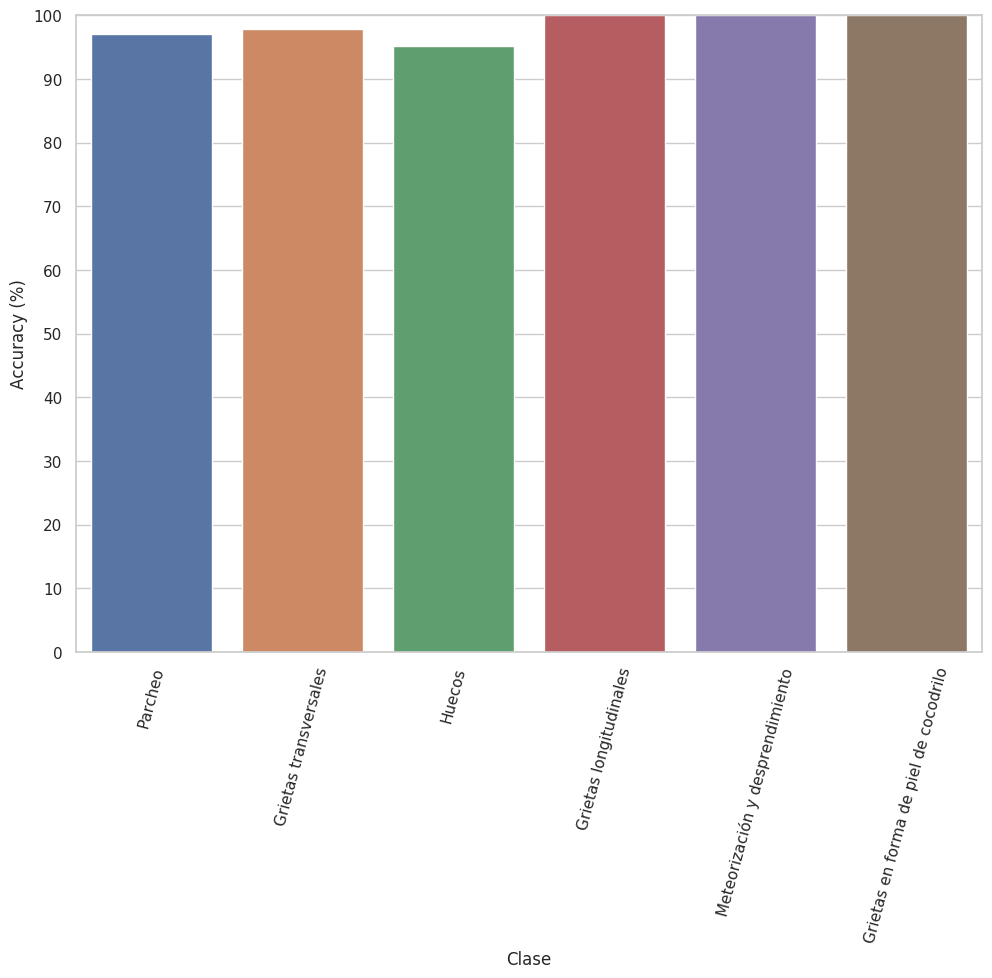 100
90
80
70
60
50
40
30
20
10
0
Accuracy (%)
Parcheo
Grietas transversales
Huecos
Grietas longitudinales
Meteorización y desprendimiento
Grietas en forma de piel de cocodrilo
Clase